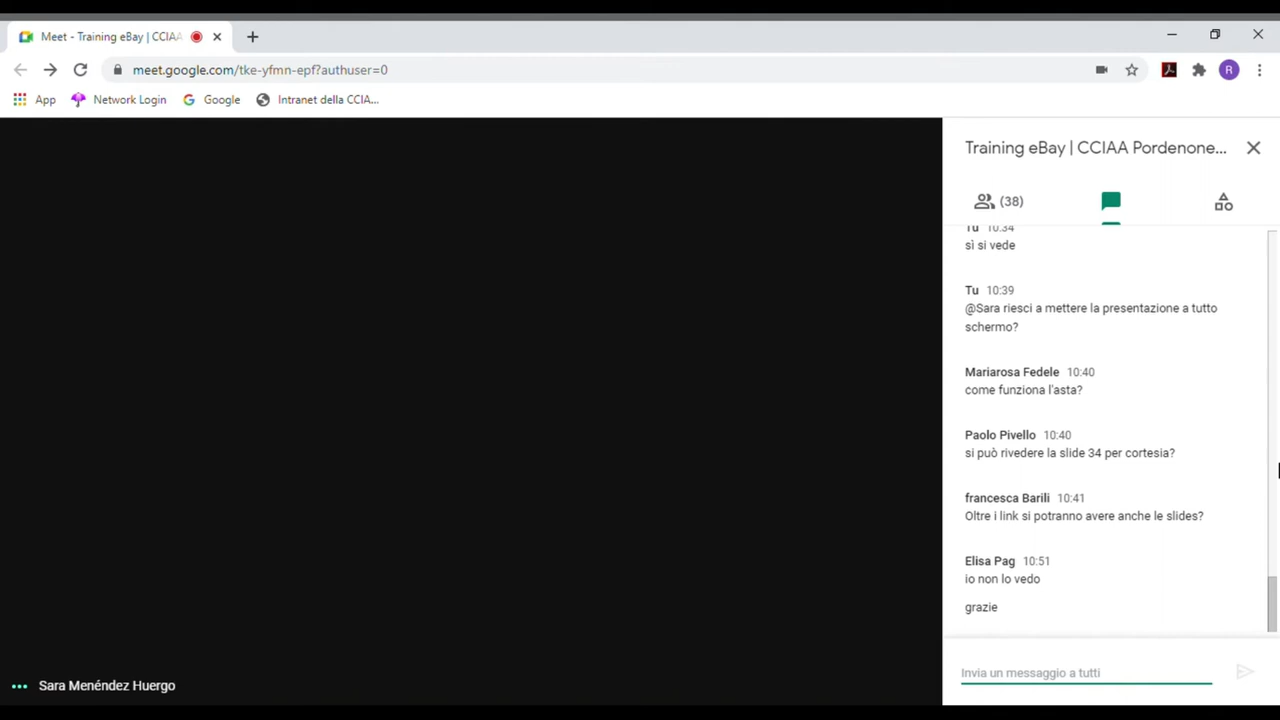 Meet - Training eBay | CCIAA
meet.google.com/tke-yfmn-epf?authuser=0
R
App
Network Login
Google
Intranet della CCIA...
Training eBay | CCIAA Pordenone...
(38)
Tu 10:34
sì si vede
Tu 10:39
@Sara riesci a mettere la presentazione a tutto
schermo?
Mariarosa Fedele 10:40
come funziona l'asta?
Paolo Pivello 10:40
si può rivedere la slide 34 per cortesia?
francesca Barili 10:41
Oltre i link si potranno avere anche le slides?
Elisa Pag 10:51
io non lo vedo
grazie
Invia un messaggio a tutti
Sara Menéndez Huergo